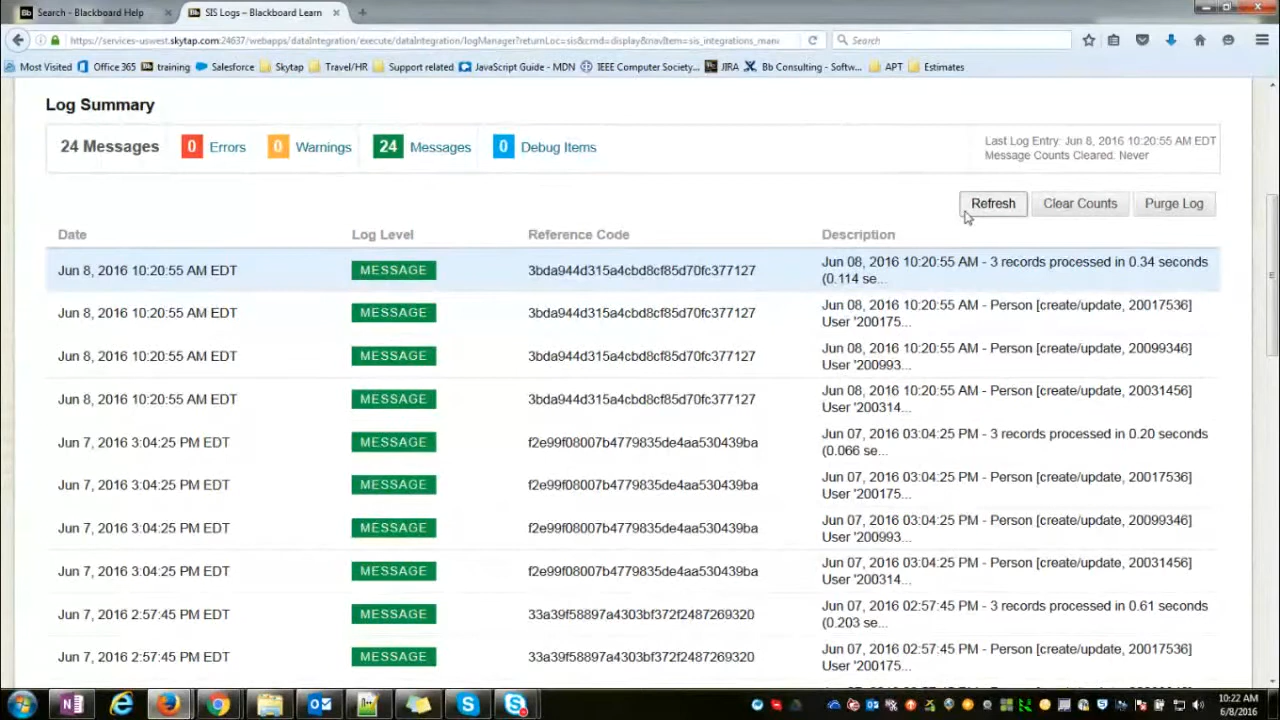 Search - Blackboard Help
SIS Logs – Blackboard Learn
https://services-uswest.skytap.com:24637/webapps/dataIntegration/execute/dataIntegration/logManager?returnLoc=sis&cmd=display&navItem=sis_integrations_man
Search
Most Visited Office 365 Bb training Salesforce Skytap Travel/HR Support related JavaScript Guide - MDN IEEE Computer Society... JIRA Bb Consulting - Softw... APT Estimates
Log Summary
24 Messages 0 Errors 0 Warnings 24 Messages 0 Debug Items
Last Log Entry: Jun 8, 2016 10:20:55 AM EDT
Message Counts Cleared. Never
Refresh Clear Counts Purge Log
Date Log Level Reference Code Description
Jun 8, 2016 10:20:55 AM EDT MESSAGE 3bda944d315a4cbd8cf85d70fc377127 Jun 08, 2016 10:20:55 AM - 3 records processed in 0.34 seconds
(0.114 se...
Jun 8, 2016 10:20:55 AM EDT MESSAGE 3bda944d315a4cbd8cf85d70fc377127 Jun 08, 2016 10:20:55 AM - Person [create/update, 20017536]
User '200175...
Jun 8, 2016 10:20:55 AM EDT MESSAGE 3bda944d315a4cbd8cf85d70fc377127 Jun 08, 2016 10:20:55 AM - Person [create/update, 20099346]
User '200993...
Jun 8, 2016 10:20:55 AM EDT MESSAGE 3bda944d315a4cbd8cf85d70fc377127 Jun 08, 2016 10:20:55 AM - Person [create/update, 20031456]
User '200314...
Jun 7, 2016 3:04:25 PM EDT MESSAGE f2e99f08007b4779835de4aa530439ba Jun 07, 2016 03:04:25 PM - 3 records processed in 0.20 seconds
(0.066 se...
Jun 7, 2016 3:04:25 PM EDT MESSAGE f2e99f08007b4779835de4aa530439ba Jun 07, 2016 03:04:25 PM - Person [create/update, 20017536]
User '200175...
Jun 7, 2016 3:04:25 PM EDT MESSAGE f2e99f08007b4779835de4aa530439ba Jun 07, 2016 03:04:25 PM - Person [create/update, 20099346]
User '200993...
Jun 7, 2016 3:04:25 PM EDT MESSAGE f2e99f08007b4779835de4aa530439ba Jun 07, 2016 03:04:25 PM - Person [create/update, 20031456]
User '200314...
Jun 7, 2016 2:57:45 PM EDT MESSAGE 33a39f58897a4303bf372f2487269320 Jun 07, 2016 02:57:45 PM - 3 records processed in 0.61 seconds
(0.203 se...
Jun 7, 2016 2:57:45 PM EDT MESSAGE 33a39f58897a4303bf372f2487269320 Jun 07, 2016 02:57:45 PM - Person [create/update, 20017536]
User '200175...
10:22 AM
6/8/2016